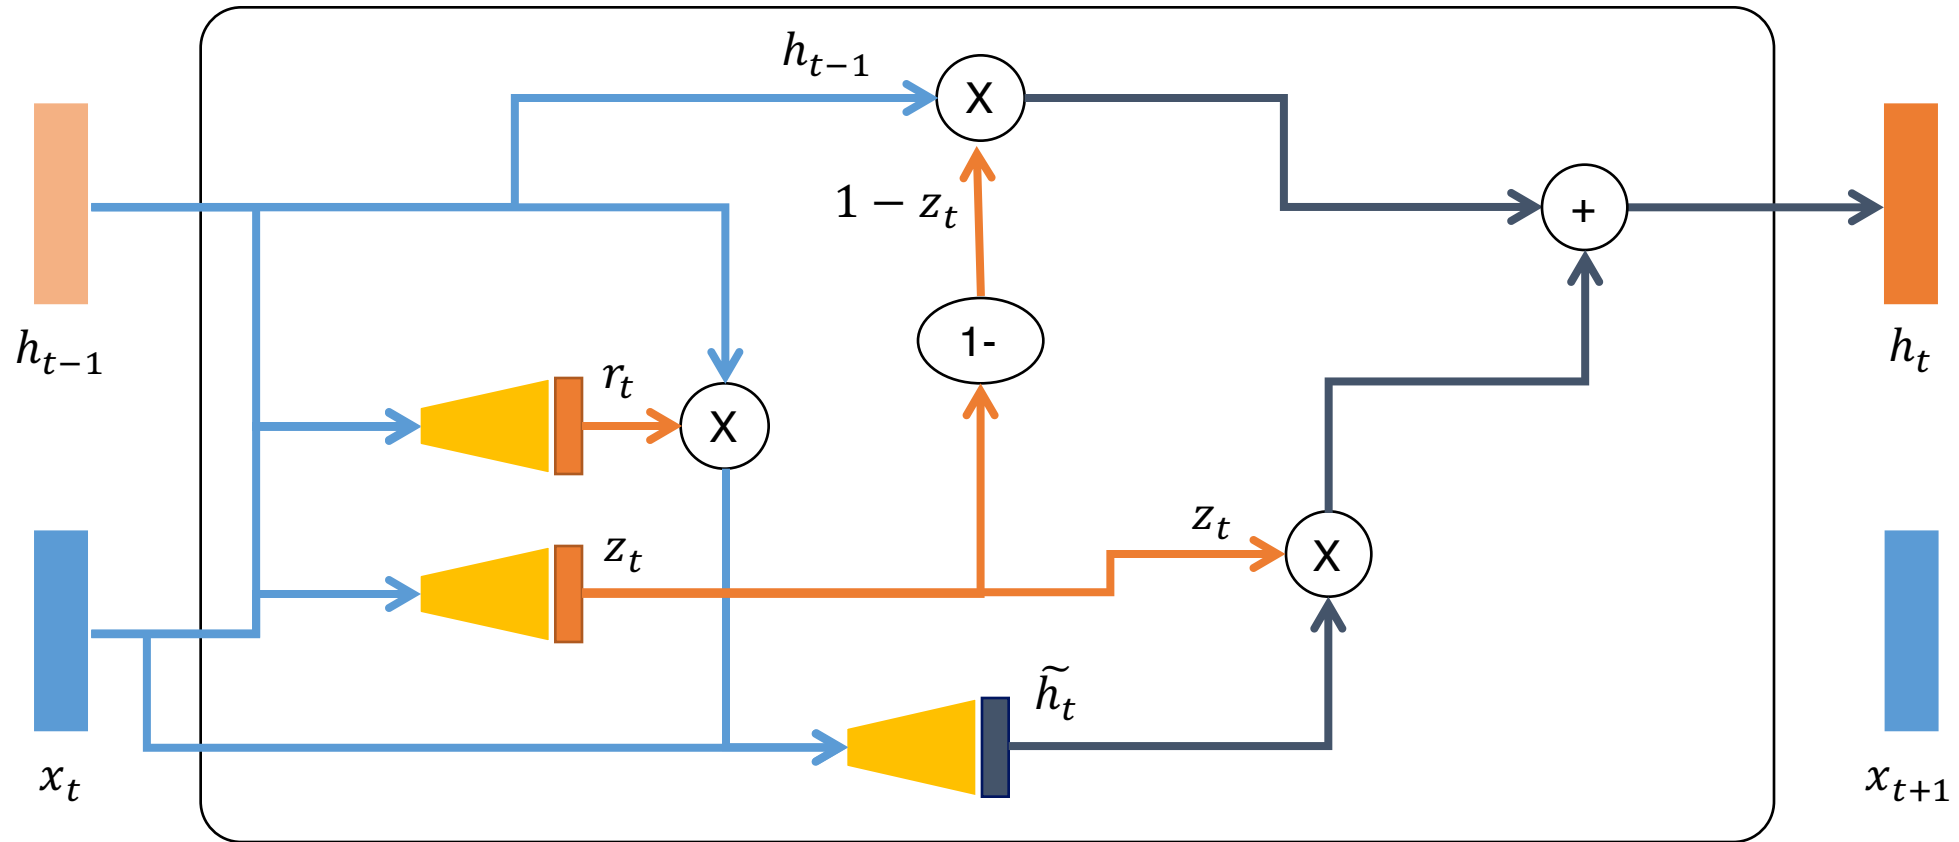 h_{t-1}
X
1 − z_t
+
h_{t-1}
h_t
1-
r_t
X
z_t
z_t
X
h̃_t
x_t
x_{t+1}